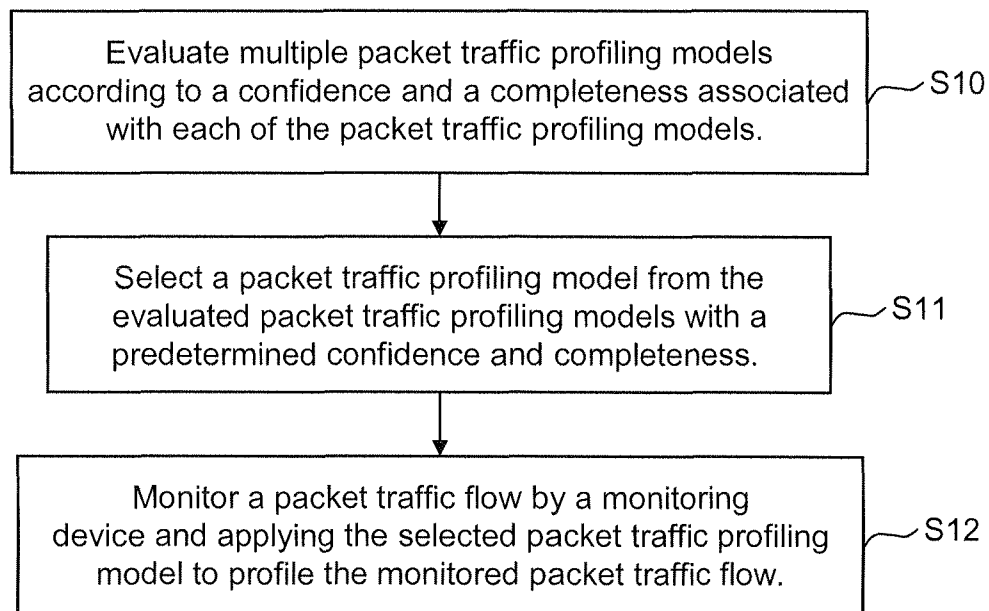 Evaluate multiple packet traffic profiling models
according to a confidence and a completeness associated
with each of the packet traffic profiling models.
S10
Select a packet traffic profiling model from the
evaluated packet traffic profiling models with a
predetermined confidence and completeness.
S11
Monitor a packet traffic flow by a monitoring
device and applying the selected packet traffic profiling
model to profile the monitored packet traffic flow.
S12